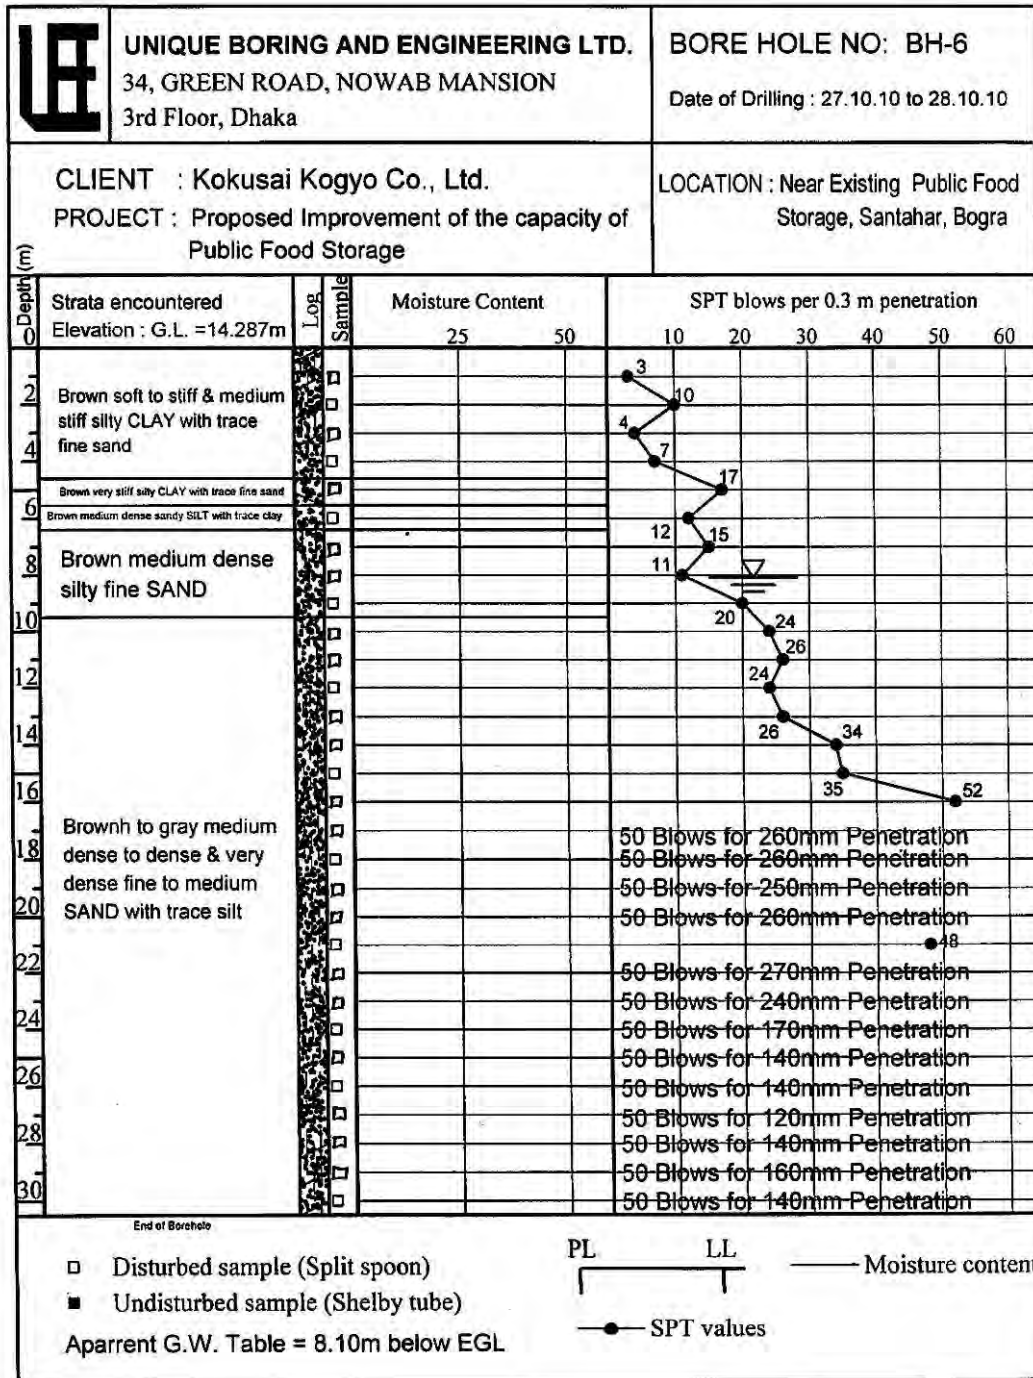 UNIQUE BORING AND ENGINEERING LTD.
34, GREEN ROAD, NOWAB MANSION
3rd Floor, Dhaka
BORE HOLE NO: BH-6
Date of Drilling : 27.10.10 to 28.10.10
CLIENT : Kokusai Kogyo Co., Ltd.
PROJECT : Proposed Improvement of the capacity of
Public Food Storage
LOCATION : Near Existing Public Food
Storage, Santahar, Bogra
Depth (m)
0
Strata encountered
Elevation : G.L. =14.287m
Log
Sample
Moisture Content
25 50
SPT blows per 0.3 m penetration
10 20 30 40 50 60
2
4
6
8
10
12
14
16
18
20
22
24
26
28
30
Brown soft to stiff & medium
stiff silty CLAY with trace
fine sand
Brown very stiff silty CLAY with trace fine sand
Brown medium dense sandy SILT with trace clay
Brown medium dense
silty fine SAND
Brownh to gray medium
dense to dense & very
dense fine to medium
SAND with trace silt
3
10
4
7
17
12
15
11
20
24
26
24
26
34
35
52
50 Blows for 260mm Penetration
50 Blows for 260mm Penetration
50 Blows for 250mm Penetration
50 Blows for 260mm Penetration
48
50 Blows for 270mm Penetration
50 Blows for 240mm Penetration
50 Blows for 170mm Penetration
50 Blows for 140mm Penetration
50 Blows for 140mm Penetration
50 Blows for 120mm Penetration
50 Blows for 140mm Penetration
50 Blows for 160mm Penetration
50 Blows for 140mm Penetration
End of Borehole
Disturbed sample (Split spoon)
Undisturbed sample (Shelby tube)
Aparrent G.W. Table = 8.10m below EGL
PL LL
Moisture content
SPT values